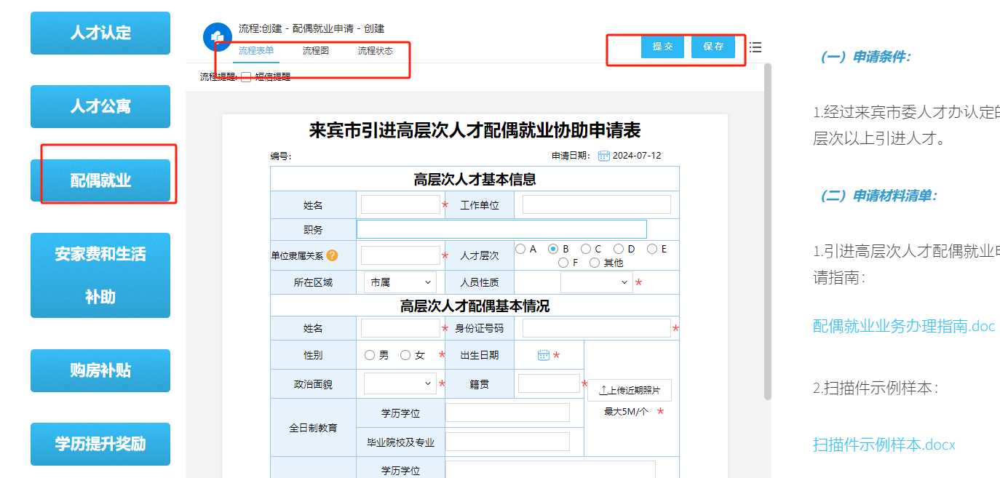 人才认定
人才公寓
配偶就业
安家费和生活
补助
购房补贴
学历提升奖励
流程:创建 - 配偶就业申请 - 创建
流程表单 流程图 流程状态
提交 保存
流程提醒: 短信提醒
来宾市引进高层次人才配偶就业协助申请表
编号: 申请日期: 2024-07-12
高层次人才基本信息
姓名 * 工作单位
职务
单位隶属关系 ? * 人才层次 A B C D E
F 其他
所在区域 市属 人员性质 *
高层次人才配偶基本情况
姓名 * 身份证号码 *
性别 男 女 * 出生日期 *
政治面貌 * 籍贯 * 上传近期照片
最大5M/个 *
全日制教育 学历学位
毕业院校及专业
学历学位
（一）申请条件：
1.经过来宾市委人才办认定的
层次以上引进人才。
（二）申请材料清单：
1.引进高层次人才配偶就业申
请指南：
配偶就业业务办理指南.doc
2.扫描件示例样本：
扫描件示例样本.docx